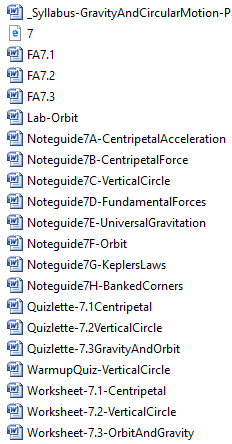 _Syllabus-GravityAndCircularMotion-P
7
FA7.1
FA7.2
FA7.3
Lab-Orbit
Noteguide7A-CentripetalAcceleration
Noteguide7B-CentripetalForce
Noteguide7C-VerticalCircle
Noteguide7D-FundamentalForces
Noteguide7E-UniversalGravitation
Noteguide7F-Orbit
Noteguide7G-KeplersLaws
Noteguide7H-BankedCorners
Quizlette-7.1Centripetal
Quizlette-7.2VerticalCircle
Quizlette-7.3GravityAndOrbit
WarmupQuiz-VerticalCircle
Worksheet-7.1-Centripetal
Worksheet-7.2-VerticalCircle
Worksheet-7.3-OrbitAndGravity